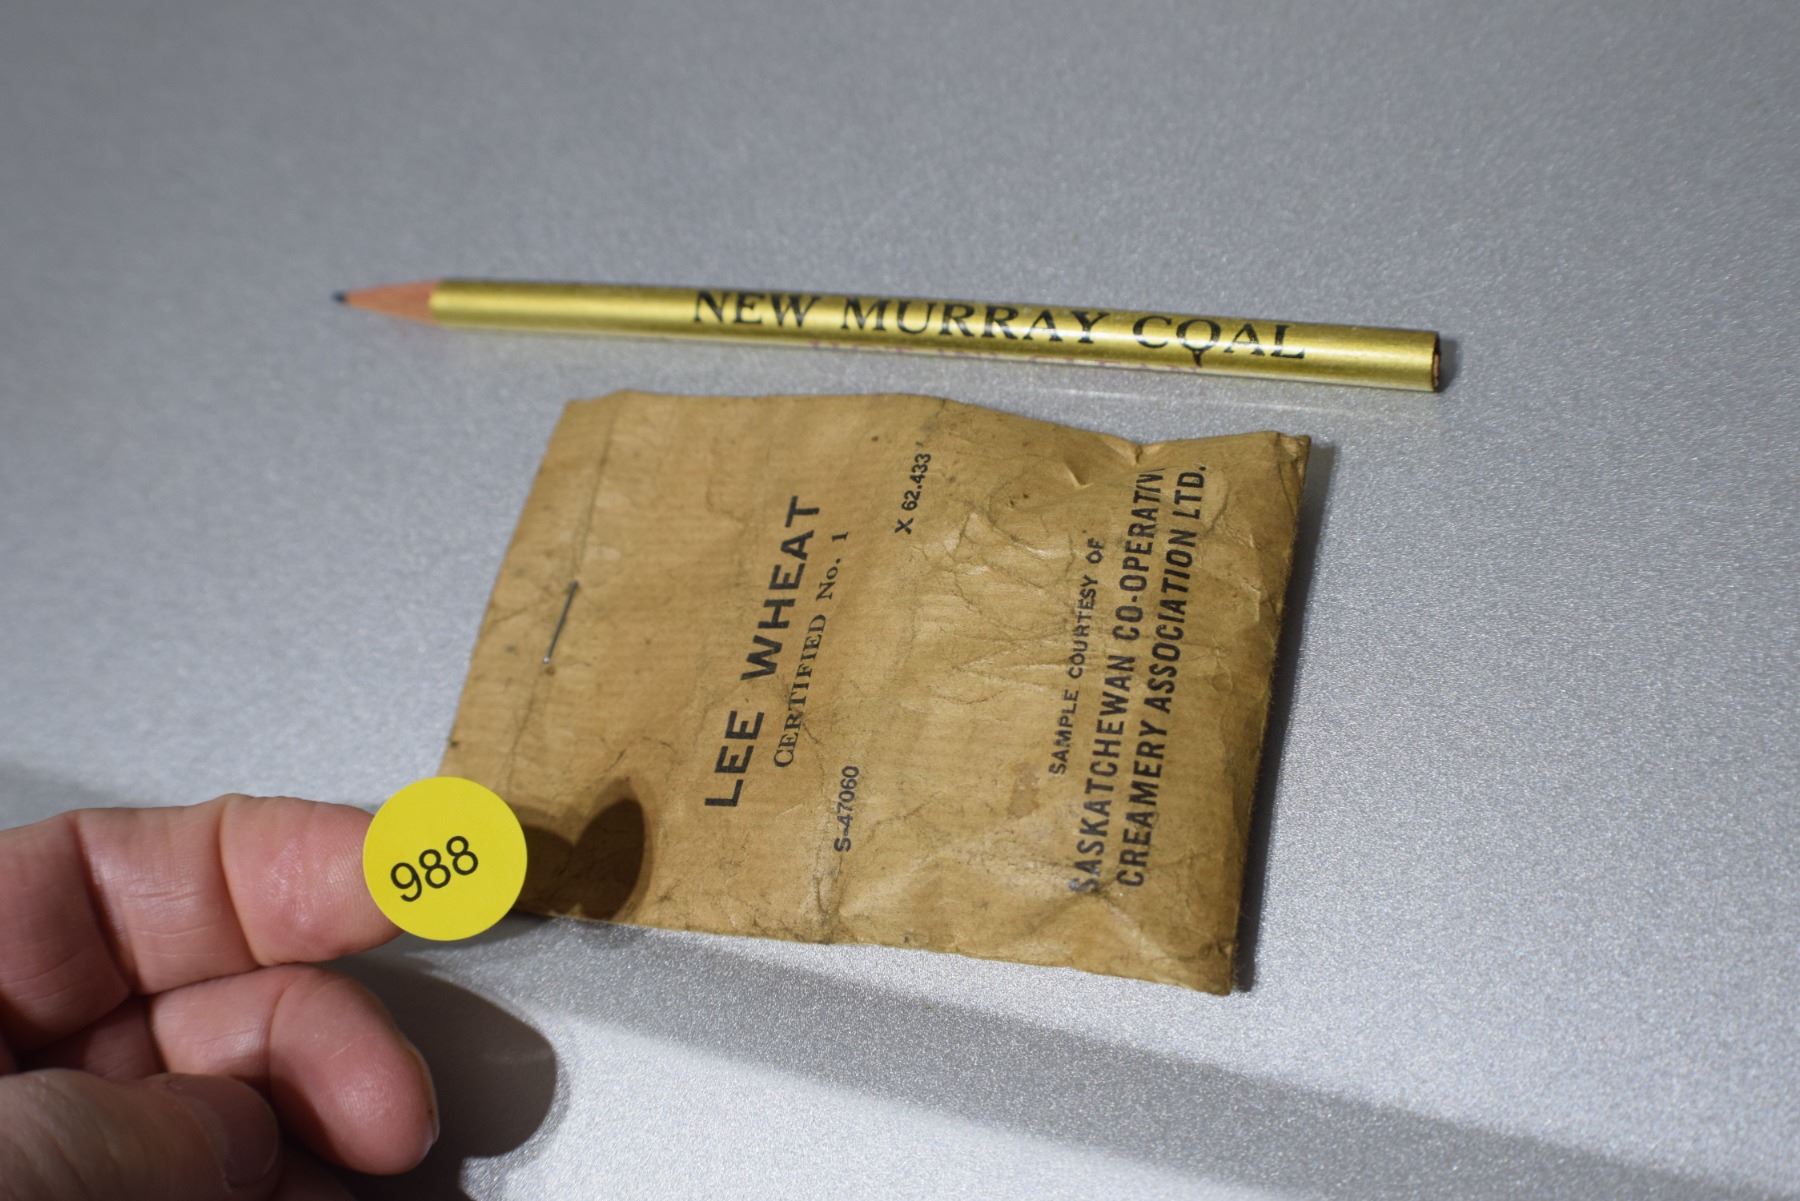 NEW MURRAY COAL
LEE WHEAT
CERTIFIED No. 1
S-47060
X 62.433
SAMPLE COURTESY OF
SASKATCHEWAN CO-OPERATIV
CREAMERY ASSOCIATION LTD.
988